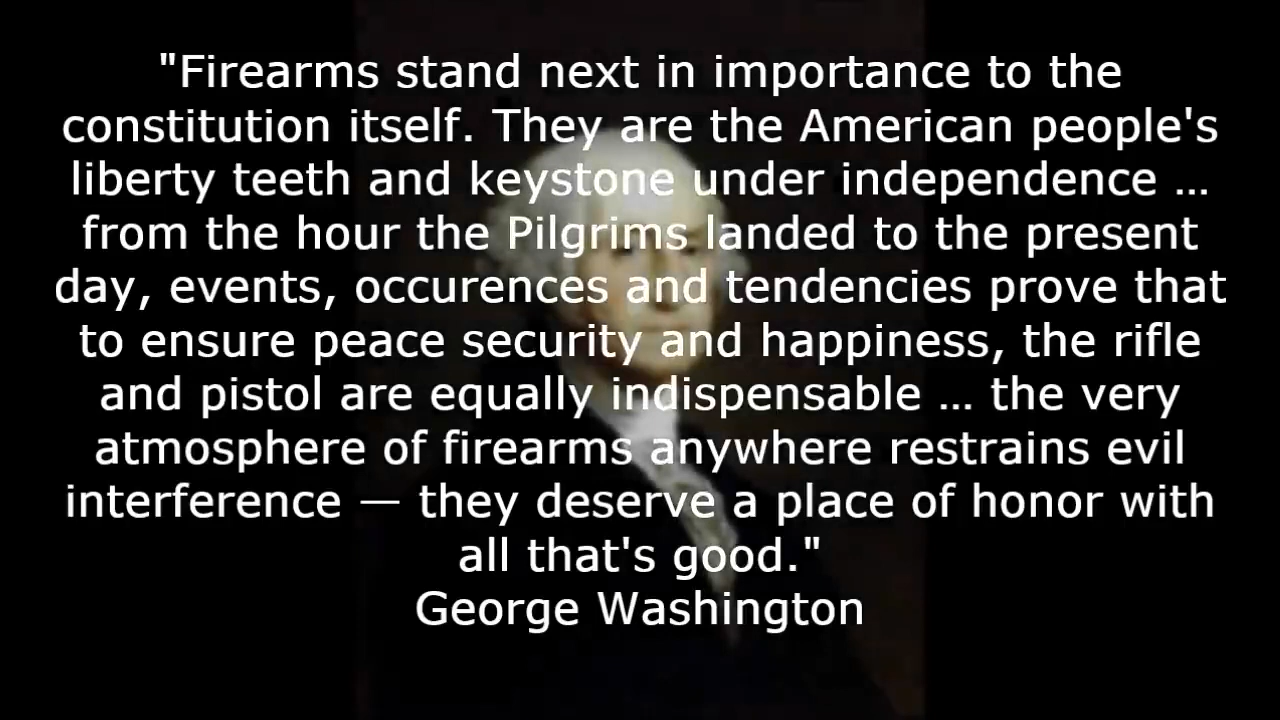 "Firearms stand next in importance to the
constitution itself. They are the American people's
liberty teeth and keystone under independence ...
from the hour the Pilgrims landed to the present
day, events, occurences and tendencies prove that
to ensure peace security and happiness, the rifle
and pistol are equally indispensable ... the very
atmosphere of firearms anywhere restrains evil
interference — they deserve a place of honor with
all that's good."
George Washington